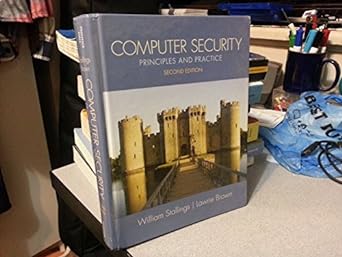 COMPUTER SECURITY
PRINCIPLES AND PRACTICE
SECOND EDITION
William Stallings | Lawrie Brown
COMPUTER SECURITY